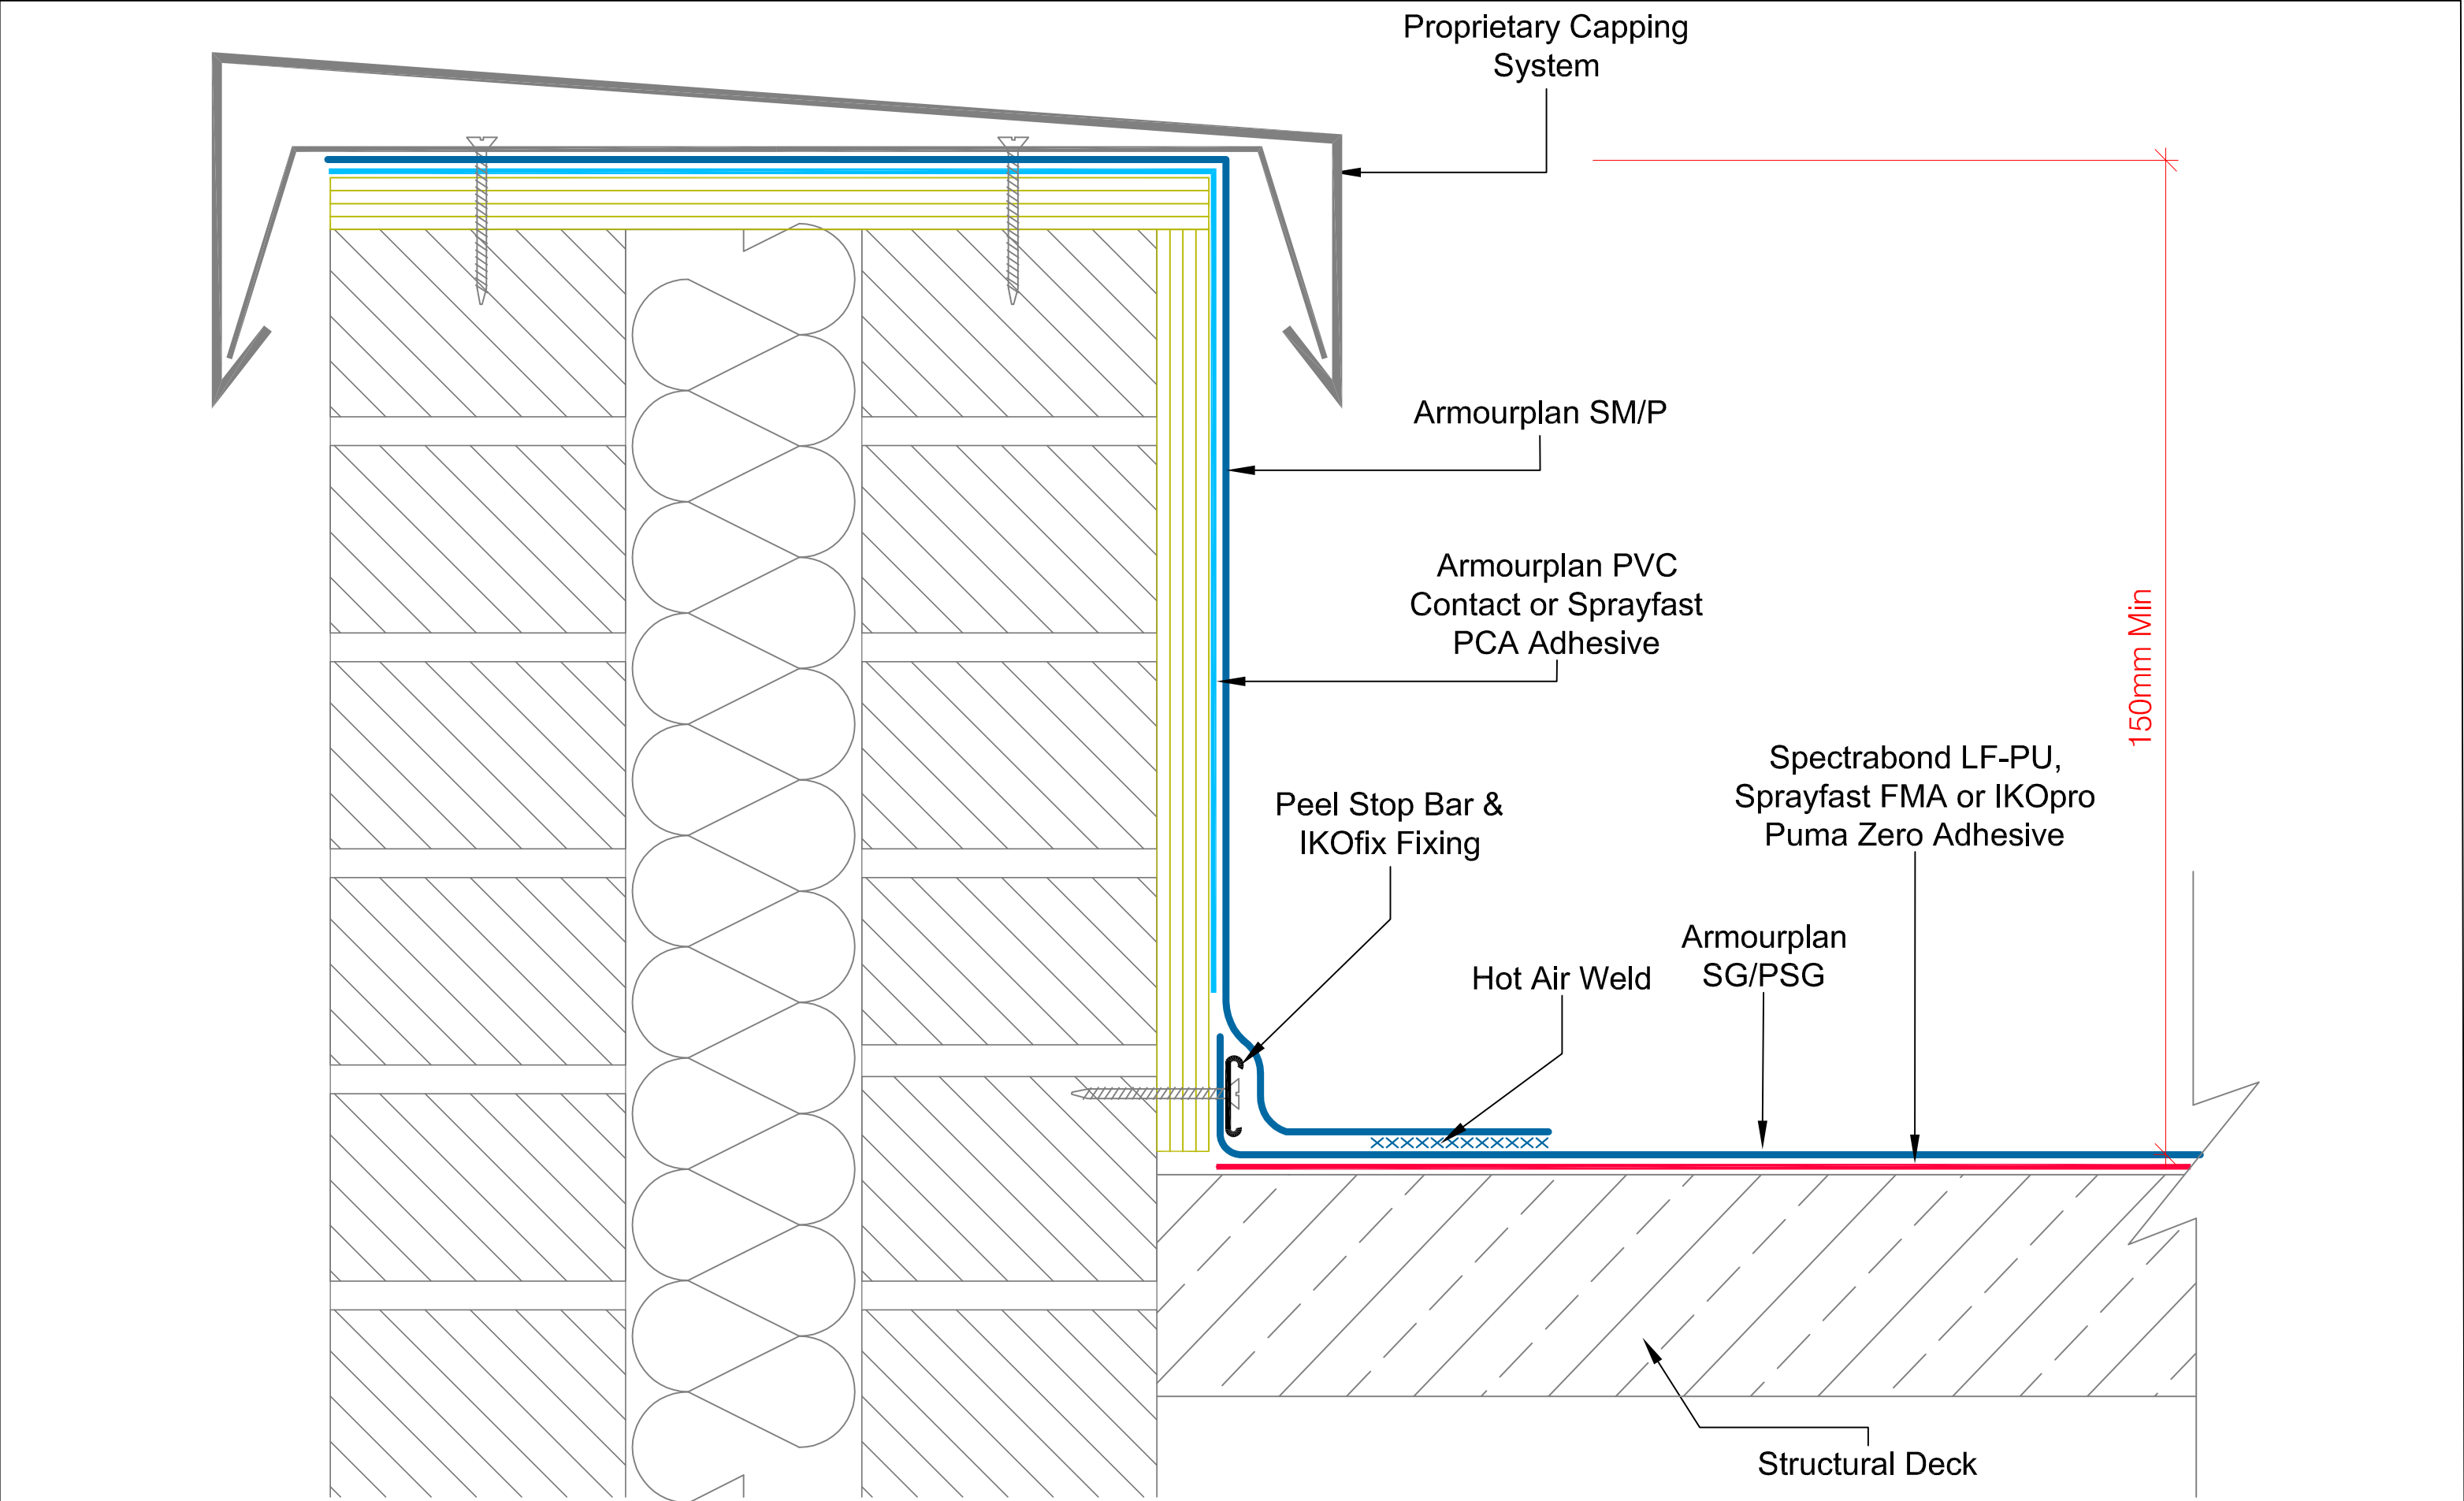 Proprietary Capping
System
Armourplan SM/P
Armourplan PVC
Contact or Sprayfast
PCA Adhesive
150mm Min
Spectrabond LF-PU,
Sprayfast FMA or IKOpro
Puma Zero Adhesive
Peel Stop Bar &
IKOfix Fixing
Armourplan
SG/PSG
Hot Air Weld
Structural Deck